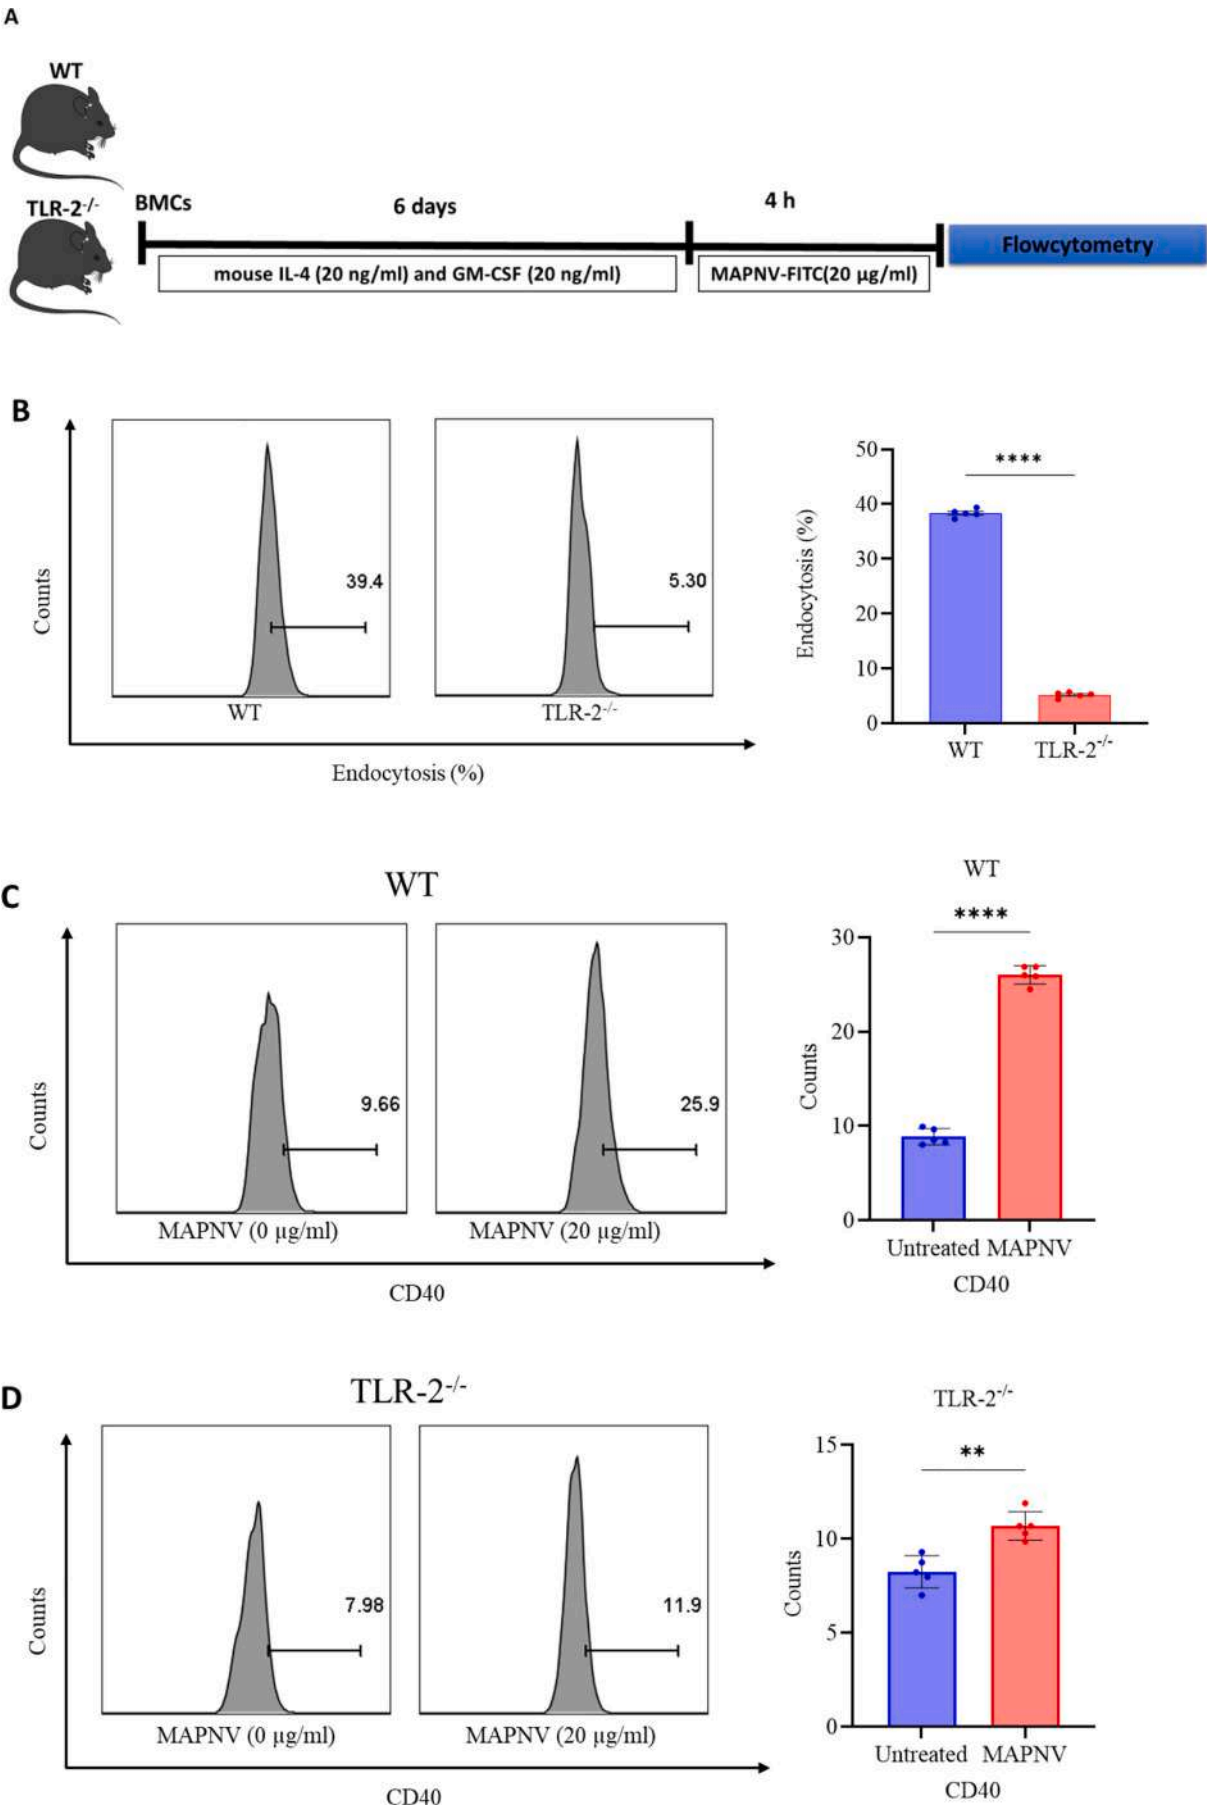 A
WT
TLR-2-/-
BMCs
6 days
4 h
mouse IL-4 (20 ng/ml) and GM-CSF (20 ng/ml)
MAPNV-FITC(20 µg/ml)
Flowcytometry
B
Counts
39.4
5.30
WT
TLR-2-/-
Endocytosis (%)
****
Endocytosis (%)
50
40
30
20
10
0
WT
TLR-2-/-
C
WT
Counts
9.66
25.9
MAPNV (0 µg/ml)
MAPNV (20 µg/ml)
CD40
WT
****
Counts
30
20
10
0
Untreated MAPNV
CD40
D
TLR-2-/-
Counts
7.98
11.9
MAPNV (0 µg/ml)
MAPNV (20 µg/ml)
CD40
TLR-2-/-
**
Counts
15
10
5
0
Untreated MAPNV
CD40